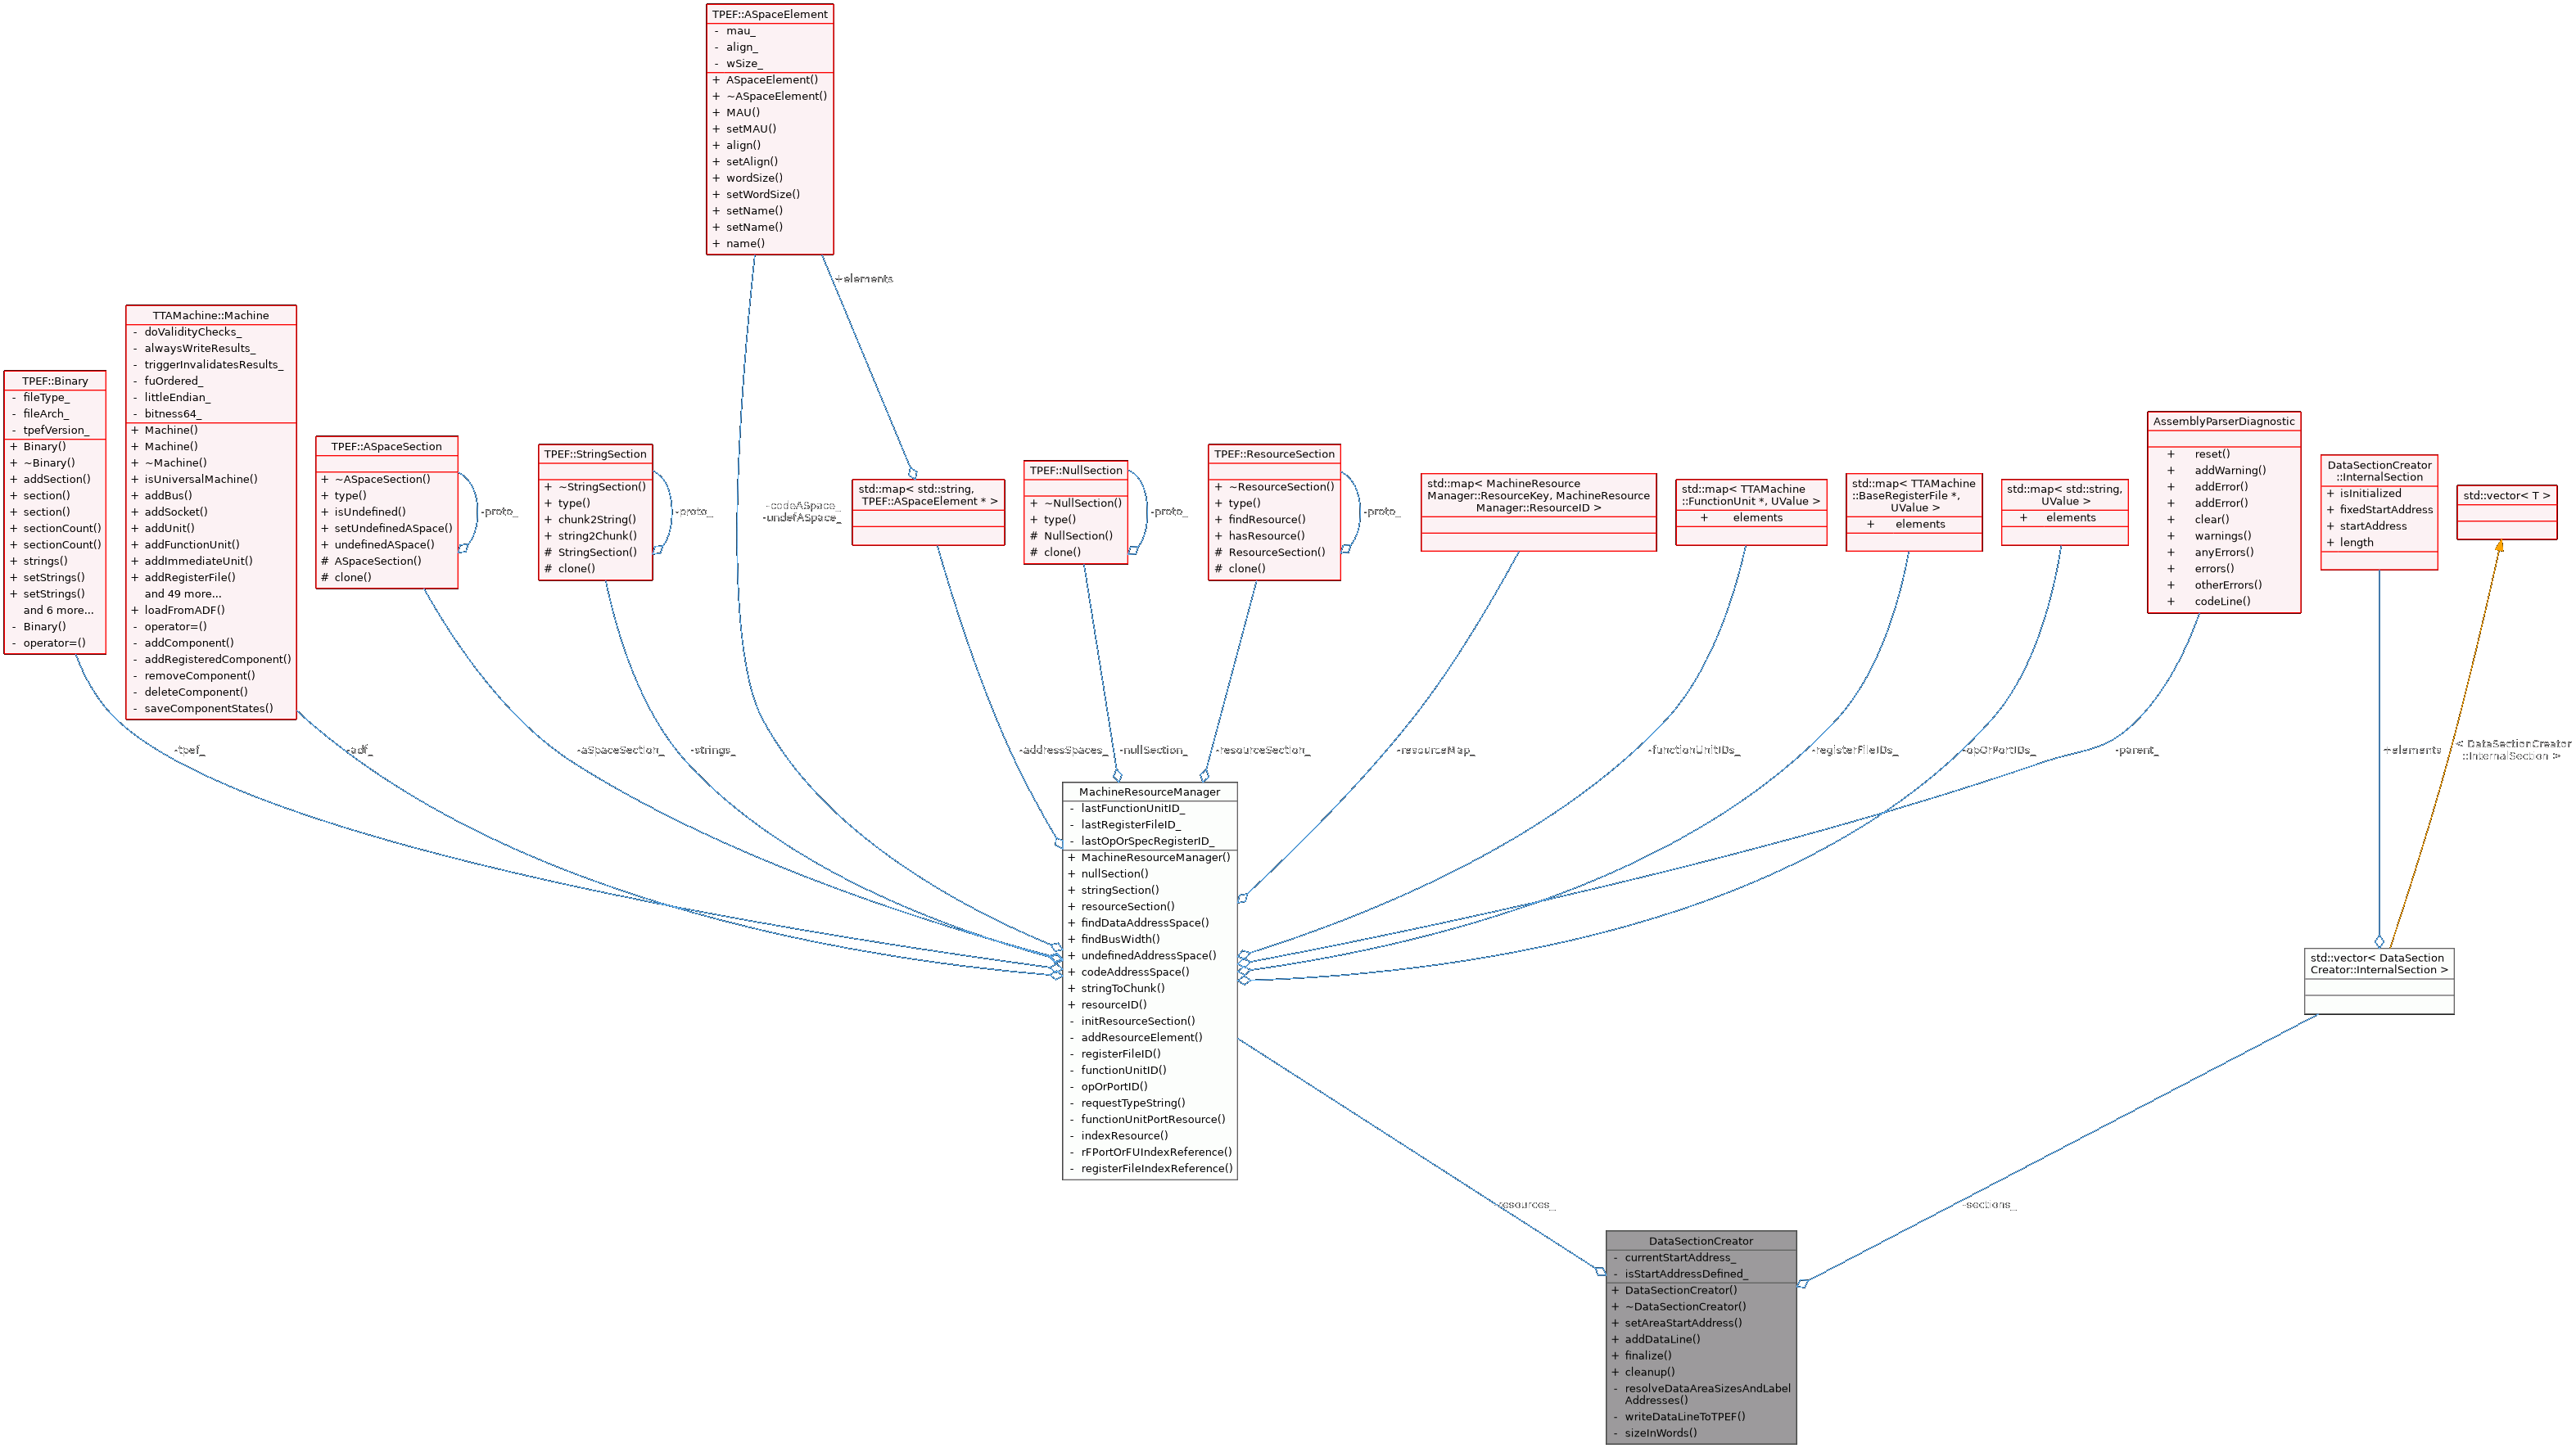 TPEF::ASpaceElement
- mau_
- align_
- wSize_
+ ASpaceElement()
+ ~ASpaceElement()
+ MAU()
+ setMAU()
+ align()
+ setAlign()
+ wordSize()
+ setWordSize()
+ setName()
+ setName()
+ name()
+elements
TPEF::Binary
- fileType_
- fileArch_
- tpefVersion_
+ Binary()
+ ~Binary()
+ addSection()
+ section()
+ section()
+ sectionCount()
+ sectionCount()
+ strings()
+ setStrings()
+ setStrings()
and 6 more...
- Binary()
- operator=()
TTAMachine::Machine
- doValidityChecks_
- alwaysWriteResults_
- triggerInvalidatesResults_
- fuOrdered_
- littleEndian_
- bitness64_
+ Machine()
+ Machine()
+ ~Machine()
+ isUniversalMachine()
+ addBus()
+ addSocket()
+ addUnit()
+ addFunctionUnit()
+ addImmediateUnit()
+ addRegisterFile()
and 49 more...
+ loadFromADF()
- operator=()
- addComponent()
- addRegisteredComponent()
- removeComponent()
- deleteComponent()
- saveComponentStates()
TPEF::ASpaceSection
+ ~ASpaceSection()
+ type()
+ isUndefined()
+ setUndefinedASpace()
+ undefinedASpace()
# ASpaceSection()
# clone()
-proto_
TPEF::StringSection
+ ~StringSection()
+ type()
+ chunk2String()
+ string2Chunk()
# StringSection()
# clone()
-proto_
-codeASpace_
-undefASpace_
std::map< std::string,
TPEF::ASpaceElement * >
TPEF::NullSection
+ ~NullSection()
+ type()
# NullSection()
# clone()
-proto_
TPEF::ResourceSection
+ ~ResourceSection()
+ type()
+ findResource()
+ hasResource()
# ResourceSection()
# clone()
-proto_
std::map< MachineResource
Manager::ResourceKey, MachineResource
Manager::ResourceID >
std::map< TTAMachine
::FunctionUnit *, UValue >
+ elements
std::map< TTAMachine
::BaseRegisterFile *,
UValue >
+ elements
std::map< std::string,
UValue >
+ elements
AssemblyParserDiagnostic
+ reset()
+ addWarning()
+ addError()
+ addError()
+ clear()
+ warnings()
+ anyErrors()
+ errors()
+ otherErrors()
+ codeLine()
DataSectionCreator
::InternalSection
+ isInitialized
+ fixedStartAddress
+ startAddress
+ length
std::vector< T >
-tpef_
-adf_
-aSpaceSection_
-strings_
-addressSpaces_
-nullSection_
-resourceSection_
-resourceMap_
-functionUnitIDs_
-registerFileIDs_
-opOrPortIDs_
-parent_
+elements
< DataSectionCreator
::InternalSection >
MachineResourceManager
- lastFunctionUnitID_
- lastRegisterFileID_
- lastOpOrSpecRegisterID_
+ MachineResourceManager()
+ nullSection()
+ stringSection()
+ resourceSection()
+ findDataAddressSpace()
+ findBusWidth()
+ undefinedAddressSpace()
+ codeAddressSpace()
+ stringToChunk()
+ resourceID()
- initResourceSection()
- addResourceElement()
- registerFileID()
- functionUnitID()
- opOrPortID()
- requestTypeString()
- functionUnitPortResource()
- indexResource()
- rFPortOrFUIndexReference()
- registerFileIndexReference()
std::vector< DataSection
Creator::InternalSection >
-resources_
-sections_
DataSectionCreator
- currentStartAddress_
- isStartAddressDefined_
+ DataSectionCreator()
+ ~DataSectionCreator()
+ setAreaStartAddress()
+ addDataLine()
+ finalize()
+ cleanup()
- resolveDataAreaSizesAndLabel
Addresses()
- writeDataLineToTPEF()
- sizeInWords()